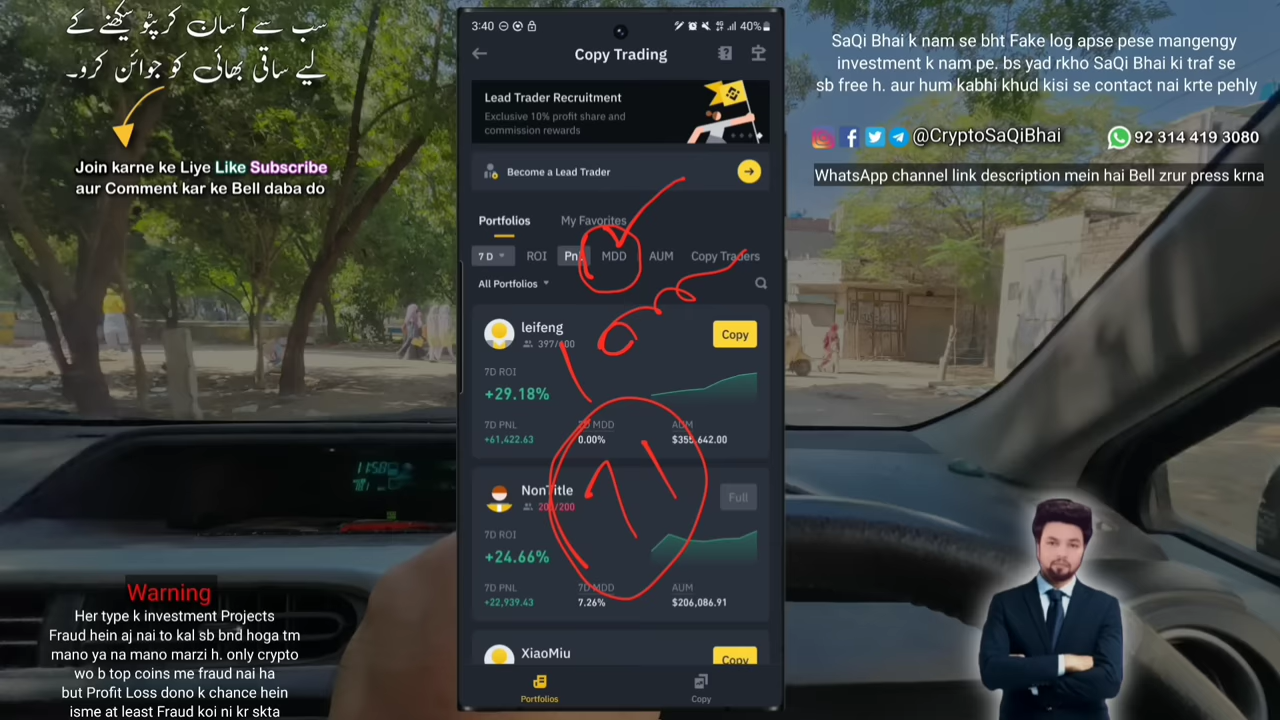 سب سے آسان کرپٹو سیکھنے کے
لیے ساقی بھائی کو جوائن کرو۔
Join karne ke Liye Like Subscribe
aur Comment kar ke Bell daba do
11:58
Warning
Her type k investment Projects
Fraud hein aj nai to kal sb bnd hoga tm
mano ya na mano marzi h. only crypto
wo b top coins me fraud nai ha
but Profit Loss dono k chance hein
isme at least Fraud koi ni kr skta
3:40
40%
Copy Trading
Lead Trader Recruitment
Exclusive 10% profit share and
commission rewards
Become a Lead Trader
Portfolios My Favorites
7 D ROI PnL MDD AUM Copy Traders
All Portfolios
leifeng
397/400
Copy
7D ROI
+29.18%
7D PNL 7D MDD AUM
+61,422.63 0.00% $355,642.00
NonTitle
200/200
Full
7D ROI
+24.66%
7D PNL 7D MDD AUM
+22,939.43 7.26% $206,086.91
XiaoMiu
Copy
Portfolios Copy
SaQi Bhai k nam se bht Fake log apse pese mangengy
investment k nam pe. bs yad rkho SaQi Bhai ki traf se
sb free h. aur hum kabhi khud kisi se contact nai krte pehly
@CryptoSaQiBhai 92 314 419 3080
WhatsApp channel link description mein hai Bell zrur press krna